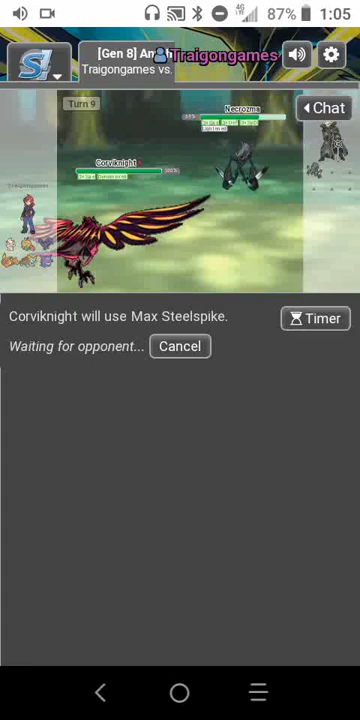 87% 1:05
[Gen 8] An
Traigongames
Traigongames vs.
Turn 9
Necrozma
Chat
Corviknight
Corviknight will use Max Steelspike.
Timer
Waiting for opponent... Cancel